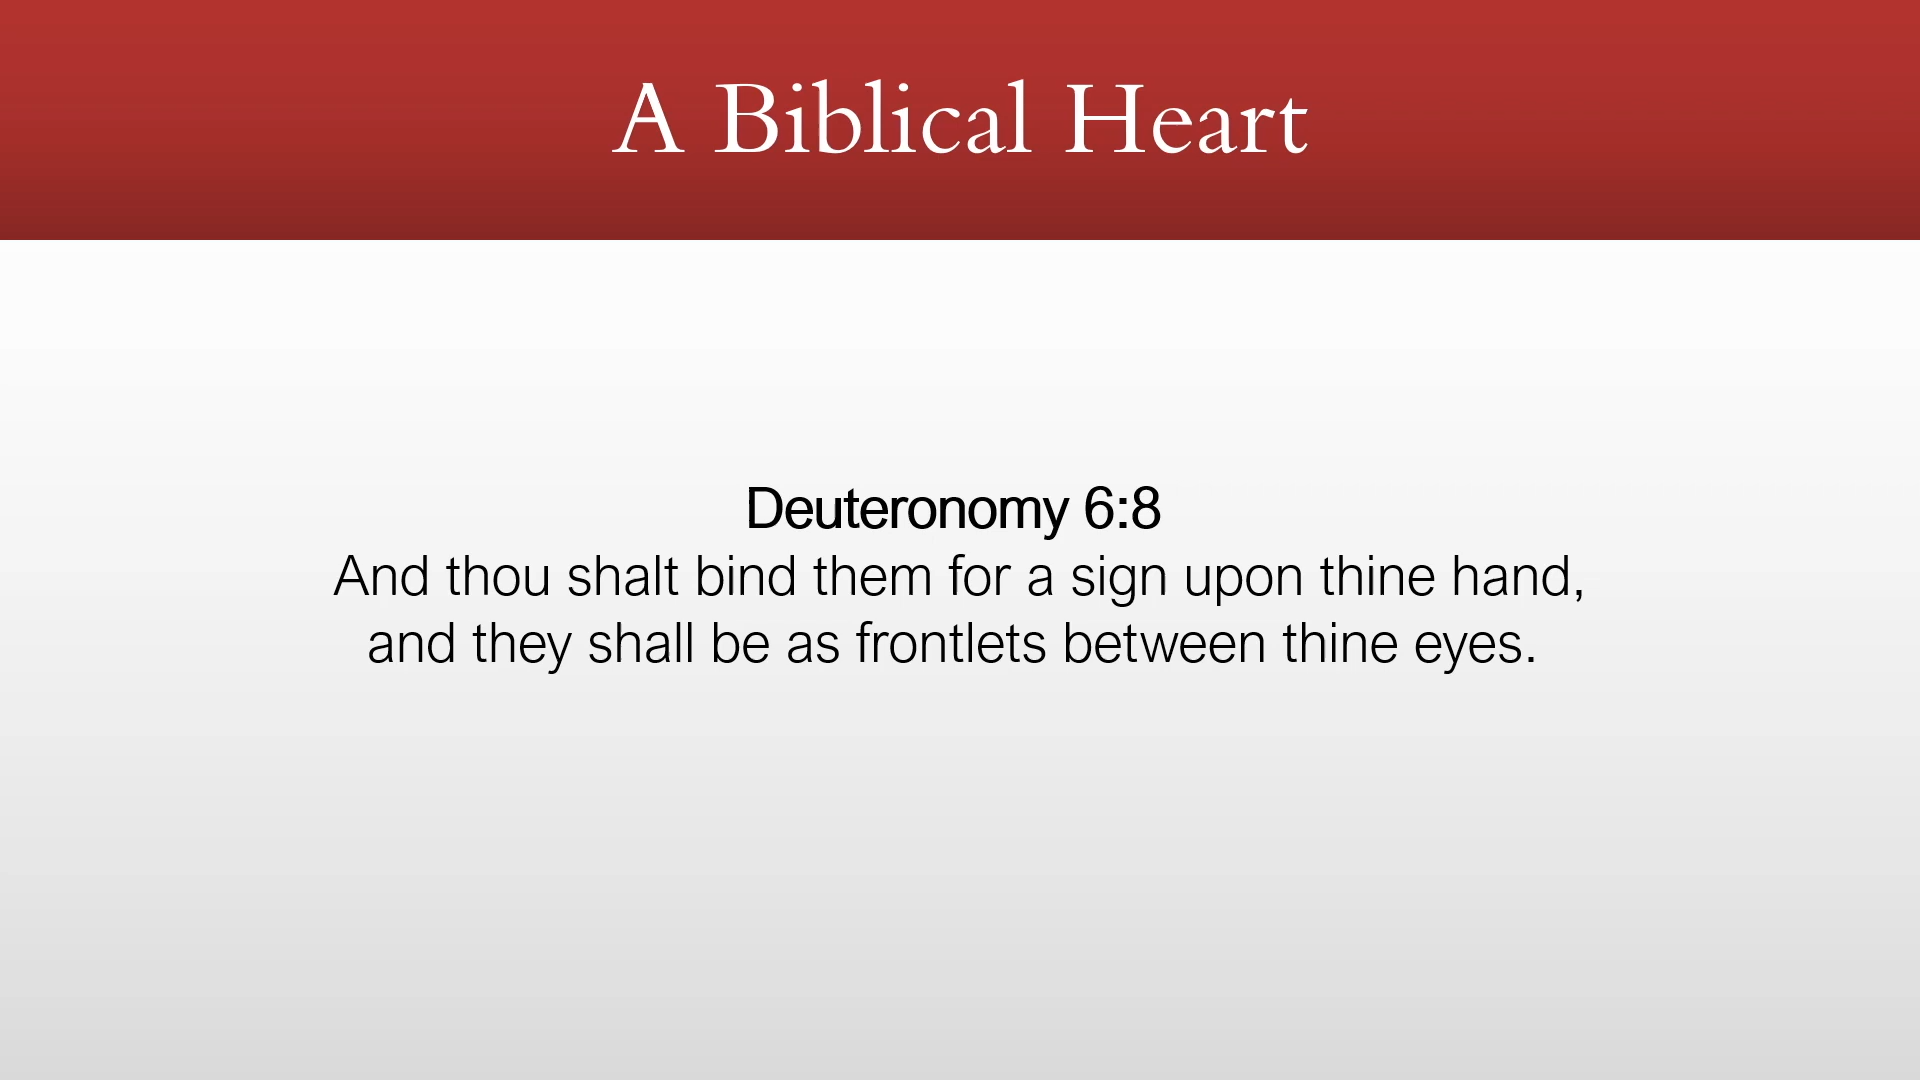 A Biblical Heart
Deuteronomy 6:8
And thou shalt bind them for a sign upon thine hand,
and they shall be as frontlets between thine eyes.